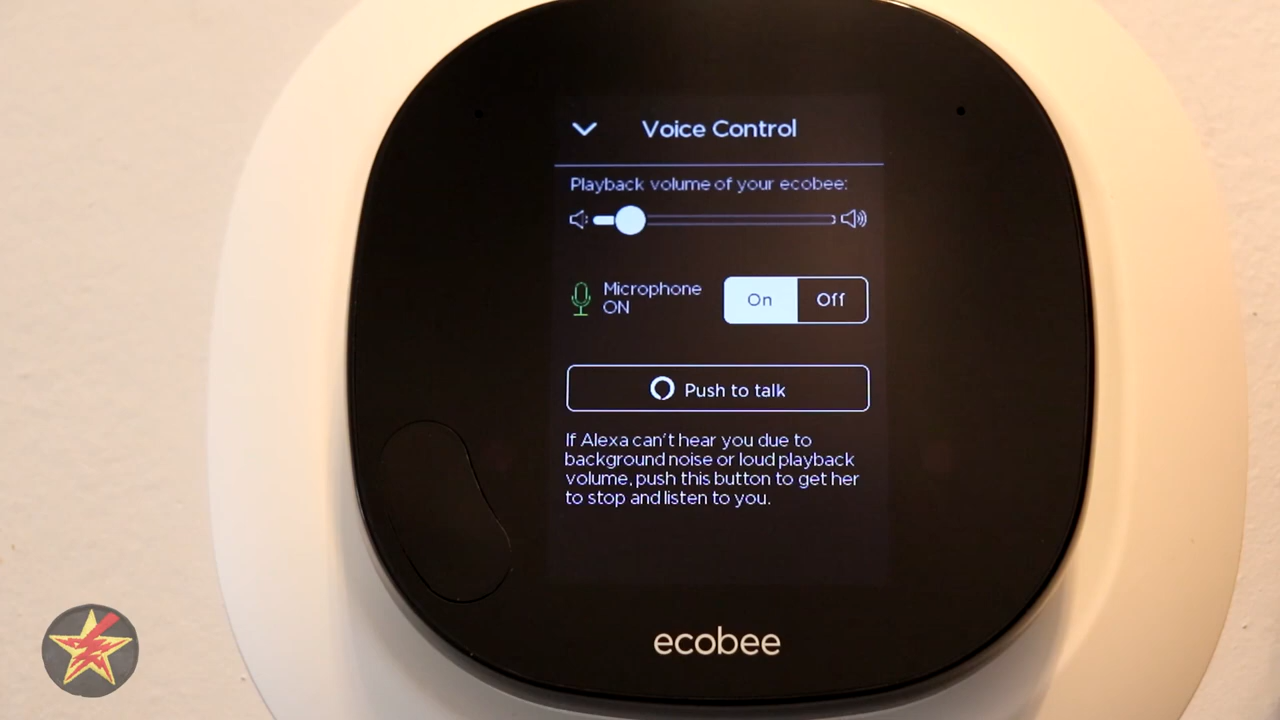 Voice Control
Playback volume of your ecobee:
Microphone
ON
On
Off
Push to talk
If Alexa can't hear you due to
background noise or loud playback
volume, push this button to get her
to stop and listen to you.
ecobee